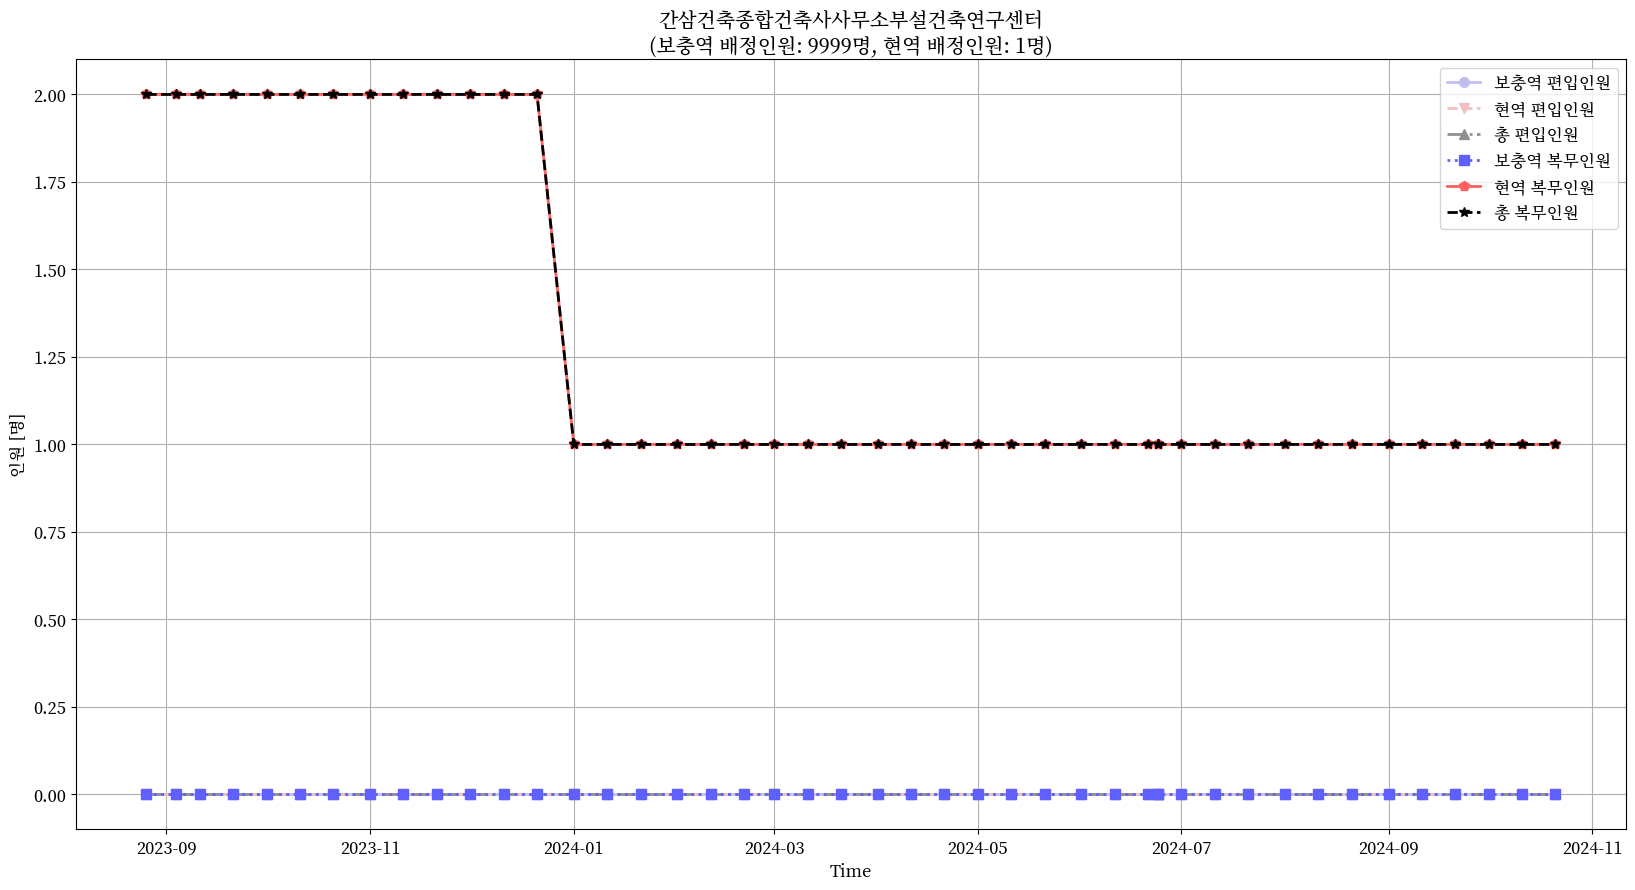 간삼건축종합건축사사무소부설건축연구센터
(보충역 배정인원: 9999명, 현역 배정인원: 1명)
보충역 편입인원
현역 편입인원
총 편입인원
보충역 복무인원
현역 복무인원
총 복무인원
2.00
1.75
1.50
1.25
1.00
0.75
0.50
0.25
0.00
인원 [명]
2023-09
2023-11
2024-01
2024-03
2024-05
2024-07
2024-09
2024-11
Time